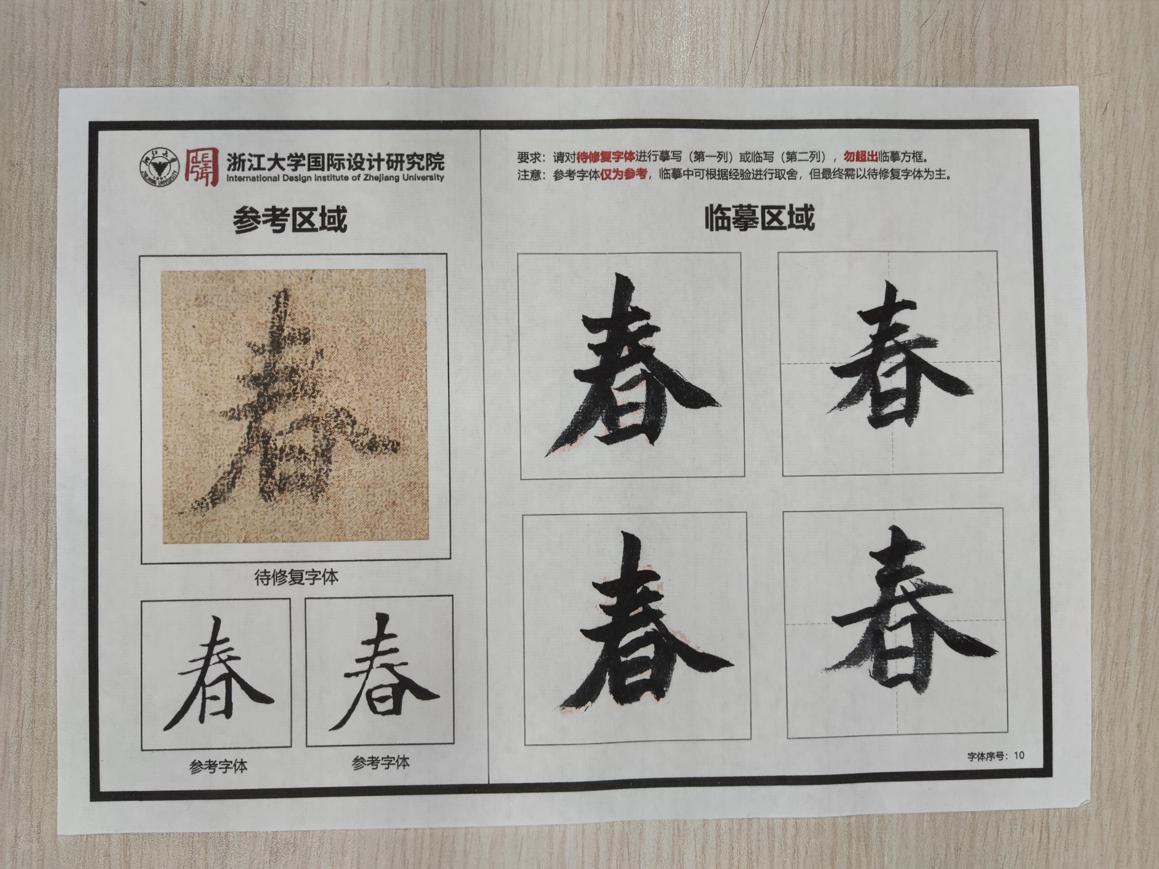 浙江大学国际设计研究院
International Design Institute of Zhejiang University
参考区域
春
待修复字体
春
春
参考字体
参考字体
要求：请对待修复字体进行摹写（第一列）或临写（第二列），勿超出临摹方框。
注意：参考字体仅为参考，临摹中可根据经验进行取舍，但最终需以待修复字体为主。
临摹区域
春
春
春
春
字体序号：10